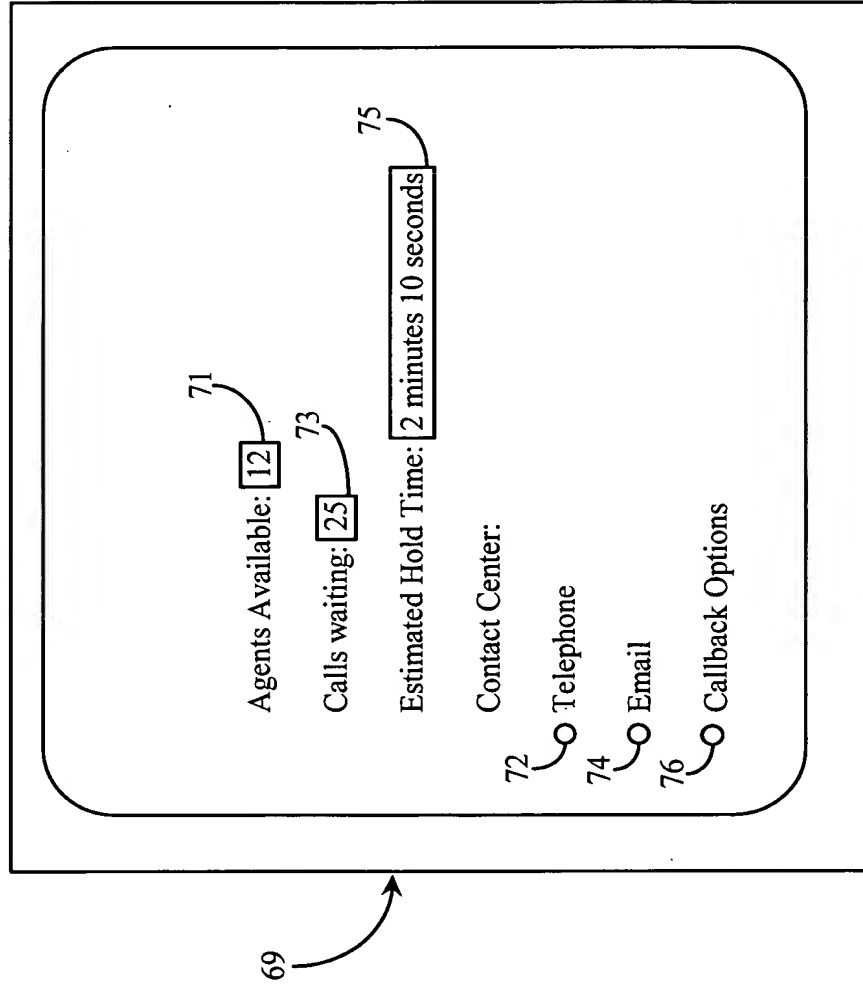 71
Agents Available: 12
73
Calls waiting: 25
75
Estimated Hold Time: 2 minutes 10 seconds
Contact Center:
72
Telephone
74
Email
76
Callback Options
69